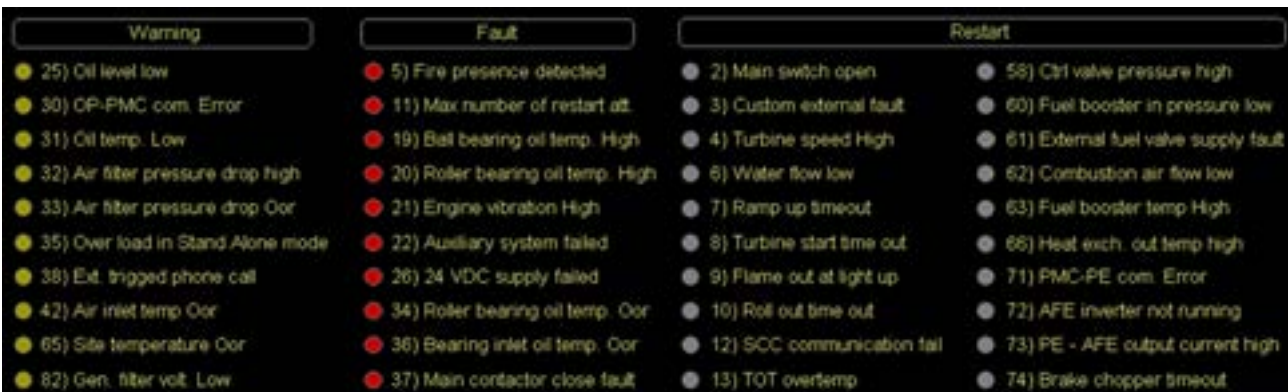 Warning
25) Oil level low
30) OP-PMC com. Error
31) Oil temp. Low
32) Air filter pressure drop high
33) Air filter pressure drop Oor
35) Over load in Stand Alone mode
38) Ext. trigged phone call
42) Air inlet temp Oor
65) Site temperature Oor
82) Gen. filter volt. Low
Fault
5) Fire presence detected
11) Max number of restart att.
19) Ball bearing oil temp. High
20) Roller bearing oil temp. High
21) Engine vibration High
22) Auxiliary system failed
26) 24 VDC supply failed
34) Roller bearing oil temp. Oor
36) Bearing inlet oil temp. Oor
37) Main contactor close fault
Restart
2) Main switch open
3) Custom external fault
4) Turbine speed High
6) Water flow low
7) Ramp up timeout
8) Turbine start time out
9) Flame out at light up
10) Roll out time out
12) SCC communication fail
13) TOT overtemp
58) Ctrl valve pressure high
60) Fuel booster in pressure low
61) External fuel valve supply fault
62) Combustion air flow low
63) Fuel booster temp High
66) Heat exch. out temp high
71) PMC-PE com. Error
72) AFE inverter not running
73) PE - AFE output current high
74) Brake chopper timeout